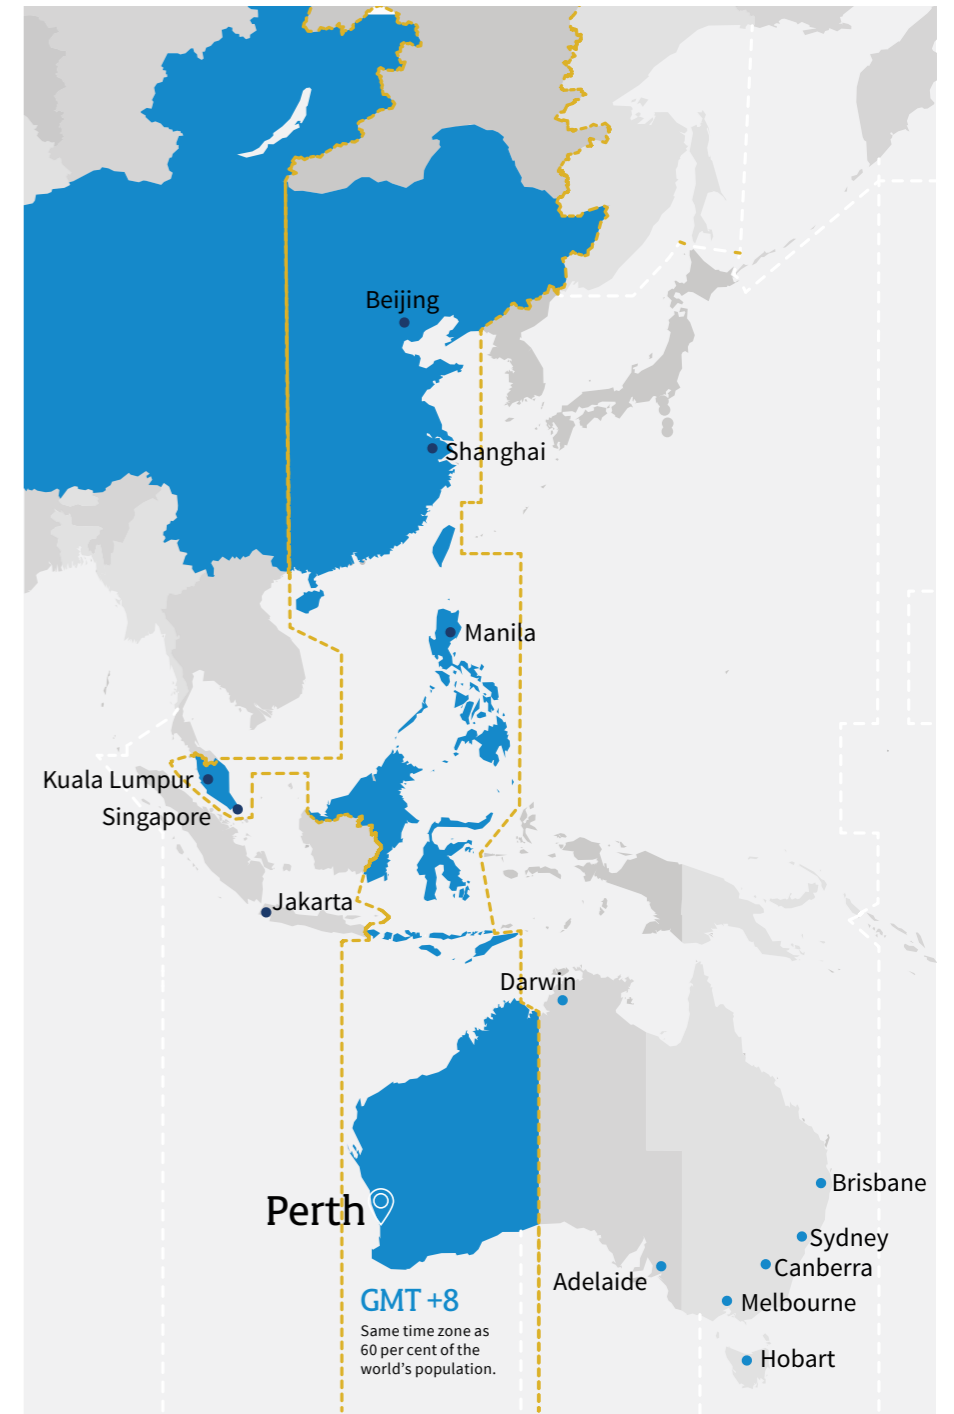 Beijing
Shanghai
Manila
Kuala Lumpur
Singapore
Jakarta
Darwin
Brisbane
Perth
Sydney
Canberra
Adelaide
Melbourne
GMT +8
Same time zone as
60 per cent of the
world's population.
Hobart